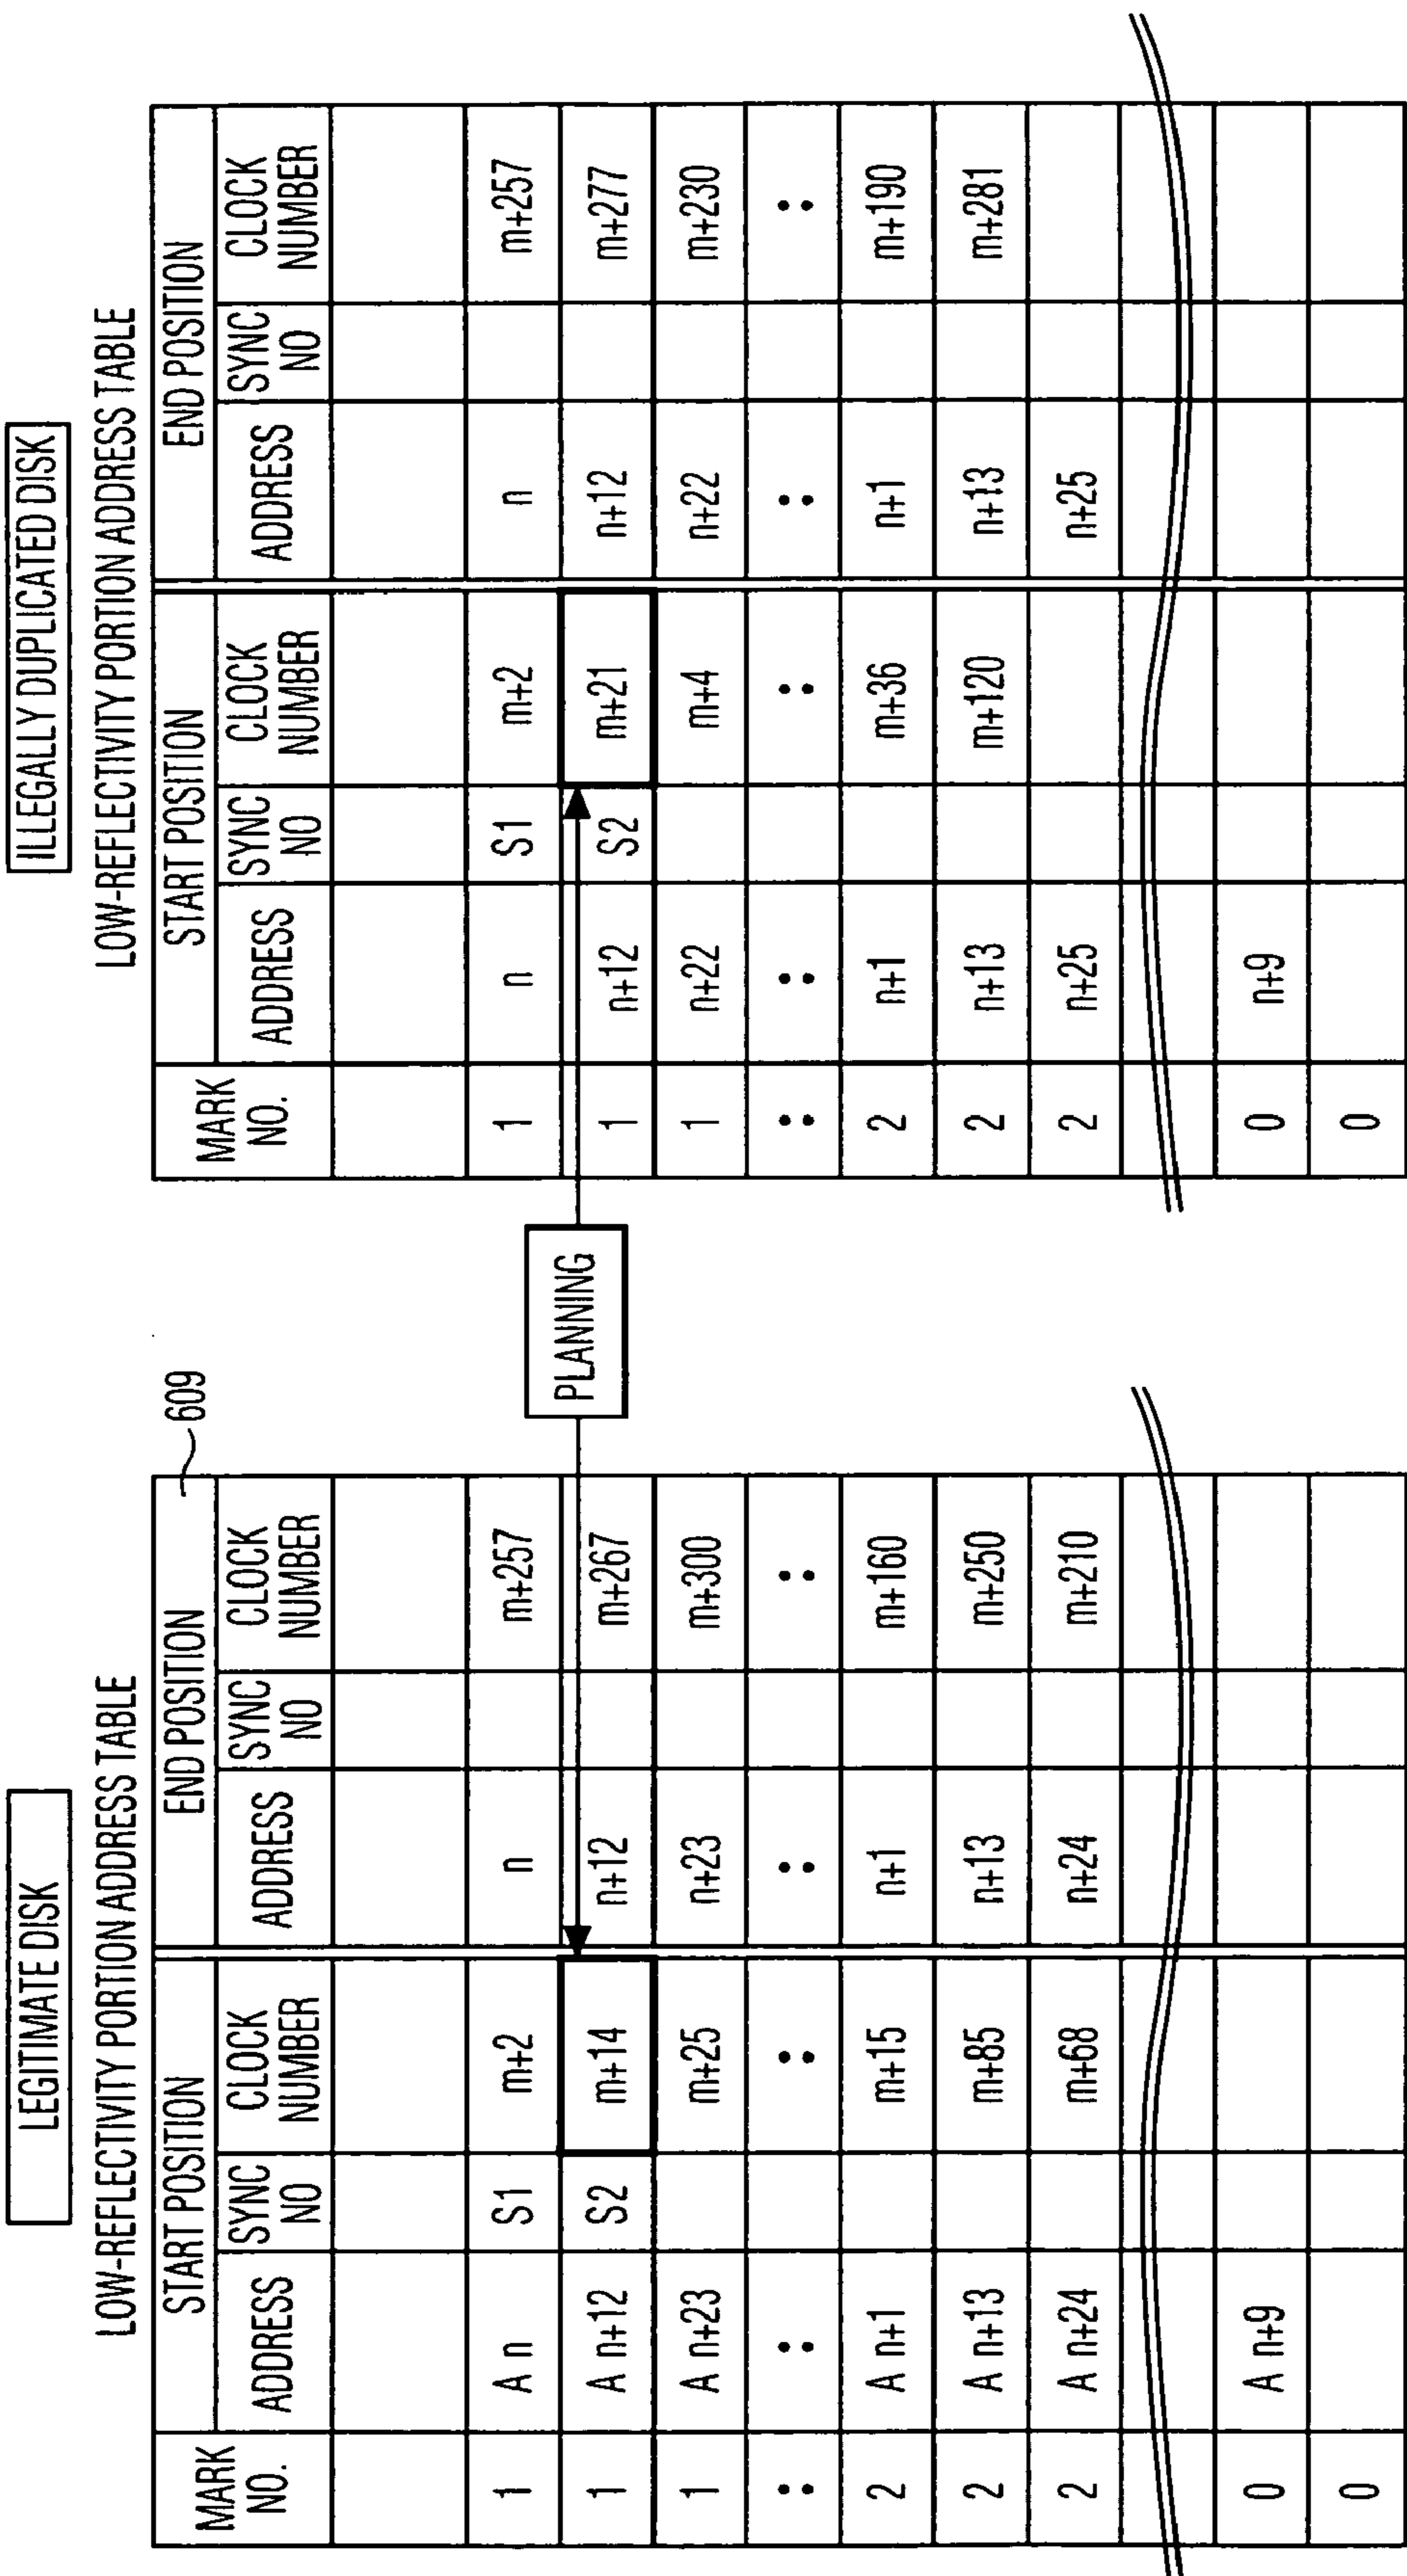 LEGITIMATE DISK
LOW-REFLECTIVITY PORTION ADDRESS TABLE
609
MARK NO. START POSITION END POSITION
ADDRESS SYNC NO CLOCK NUMBER ADDRESS SYNC NO CLOCK NUMBER
1 A n S1 m+2 n m+257
1 A n+12 S2 m+14 n+12 m+267
1 A n+23 m+25 n+23 m+300
: : : : :
2 A n+1 m+15 n+1 m+160
2 A n+13 m+85 n+13 m+250
2 A n+24 m+68 n+24 m+210
0 A n+9
0
PLANNING
ILLEGALLY DUPLICATED DISK
LOW-REFLECTIVITY PORTION ADDRESS TABLE
MARK NO. START POSITION END POSITION
ADDRESS SYNC NO CLOCK NUMBER ADDRESS SYNC NO CLOCK NUMBER
1 n S1 m+2 n m+257
1 n+12 S2 m+21 n+12 m+277
1 n+22 m+4 n+22 m+230
: : : : :
2 n+1 m+36 n+1 m+190
2 n+13 m+120 n+13 m+281
2 n+25 n+25
0 n+9
0